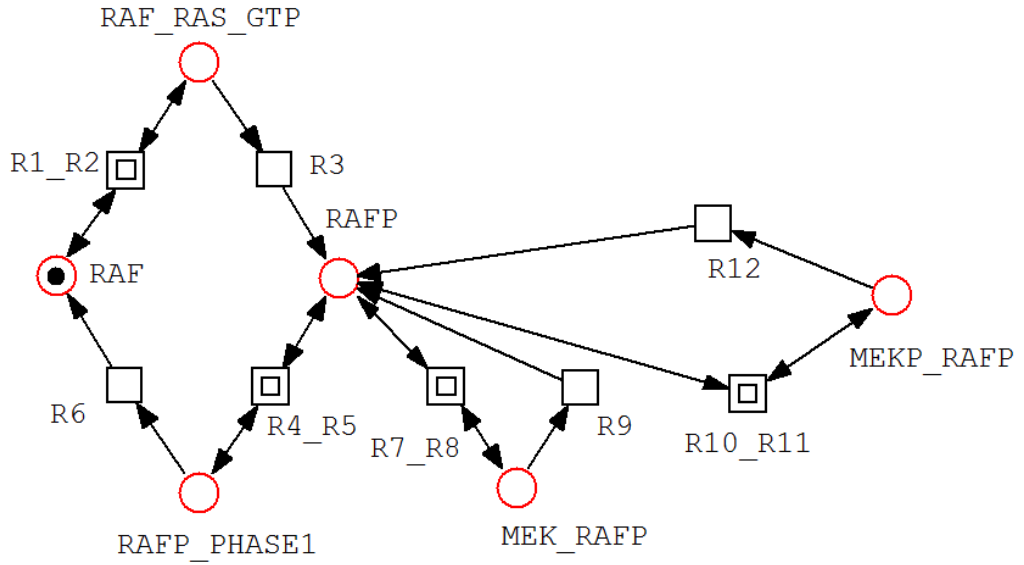 RAF_RAS_GTP
R1_R2
R3
RAFP
RAF
R12
MEKP_RAFP
R6
R4_R5
R7_R8
R9
R10_R11
RAFP_PHASE1
MEK_RAFP